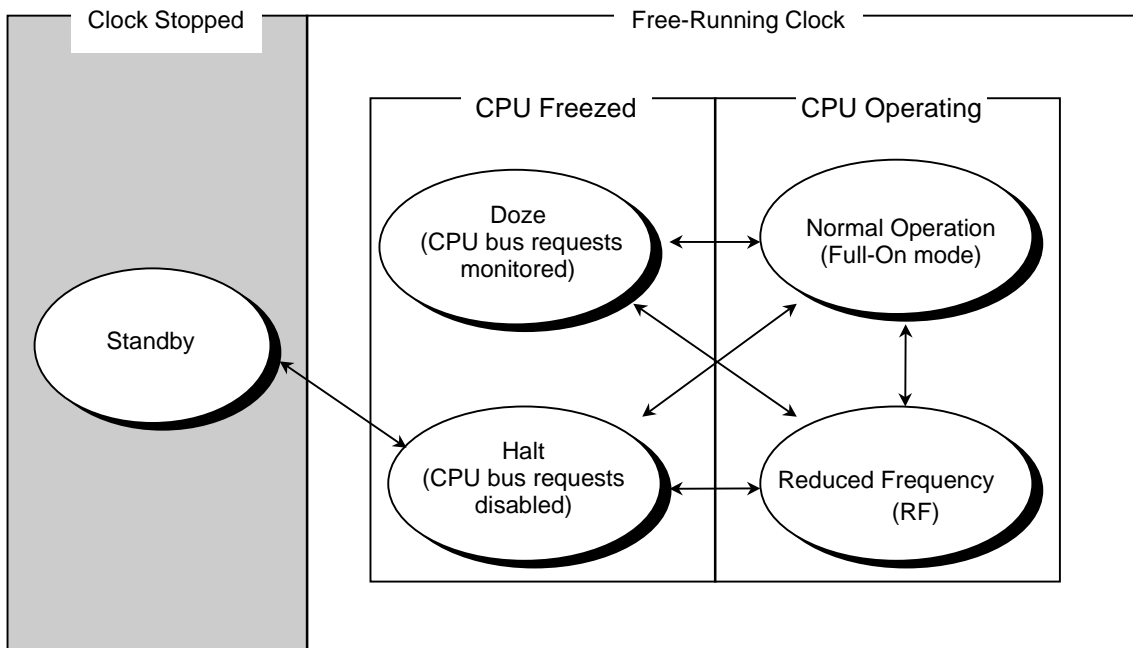 Clock Stopped
Free-Running Clock
CPU Freezed
CPU Operating
Doze
(CPU bus requests
monitored)
Normal Operation
(Full-On mode)
Standby
Halt
(CPU bus requests
disabled)
Reduced Frequency
(RF)